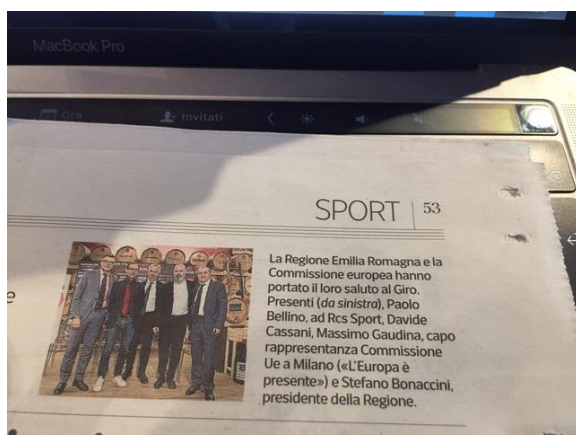 MacBook Pro
Ora
Invitati
SPORT 53
La Regione Emilia Romagna e la
Commissione europea hanno
portato il loro saluto al Giro.
Presenti (da sinistra), Paolo
Bellino, ad Rcs Sport, Davide
Cassani, Massimo Gaudina, capo
rappresentanza Commissione
Ue a Milano («L'Europa è
presente») e Stefano Bonaccini,
presidente della Regione.
e